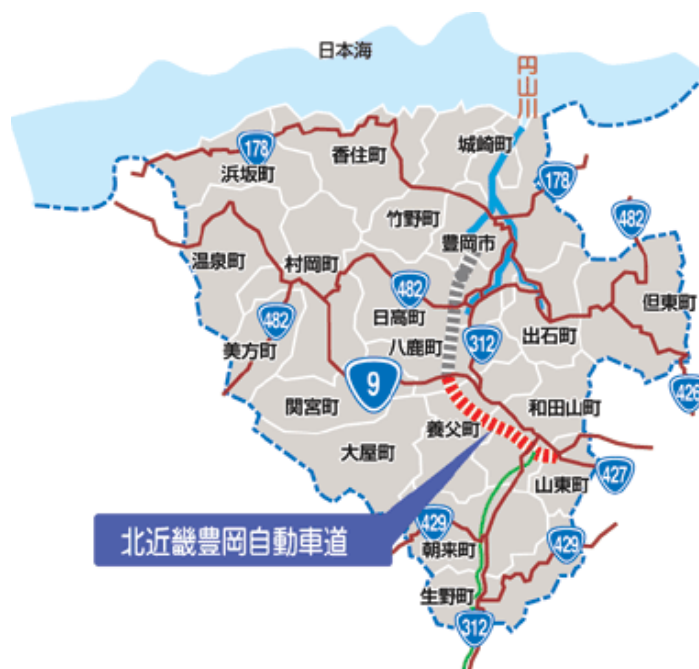 日本海
円山川
城崎町
178
香住町
浜坂町
178
竹野町
482
豊岡市
温泉町
村岡町
482
但東町
日高町
482
出石町
312
美方町
八鹿町
9
426
関宮町
和田山町
養父町
大屋町
427
山東町
北近畿豊岡自動車道
429
朝来町
429
生野町
312